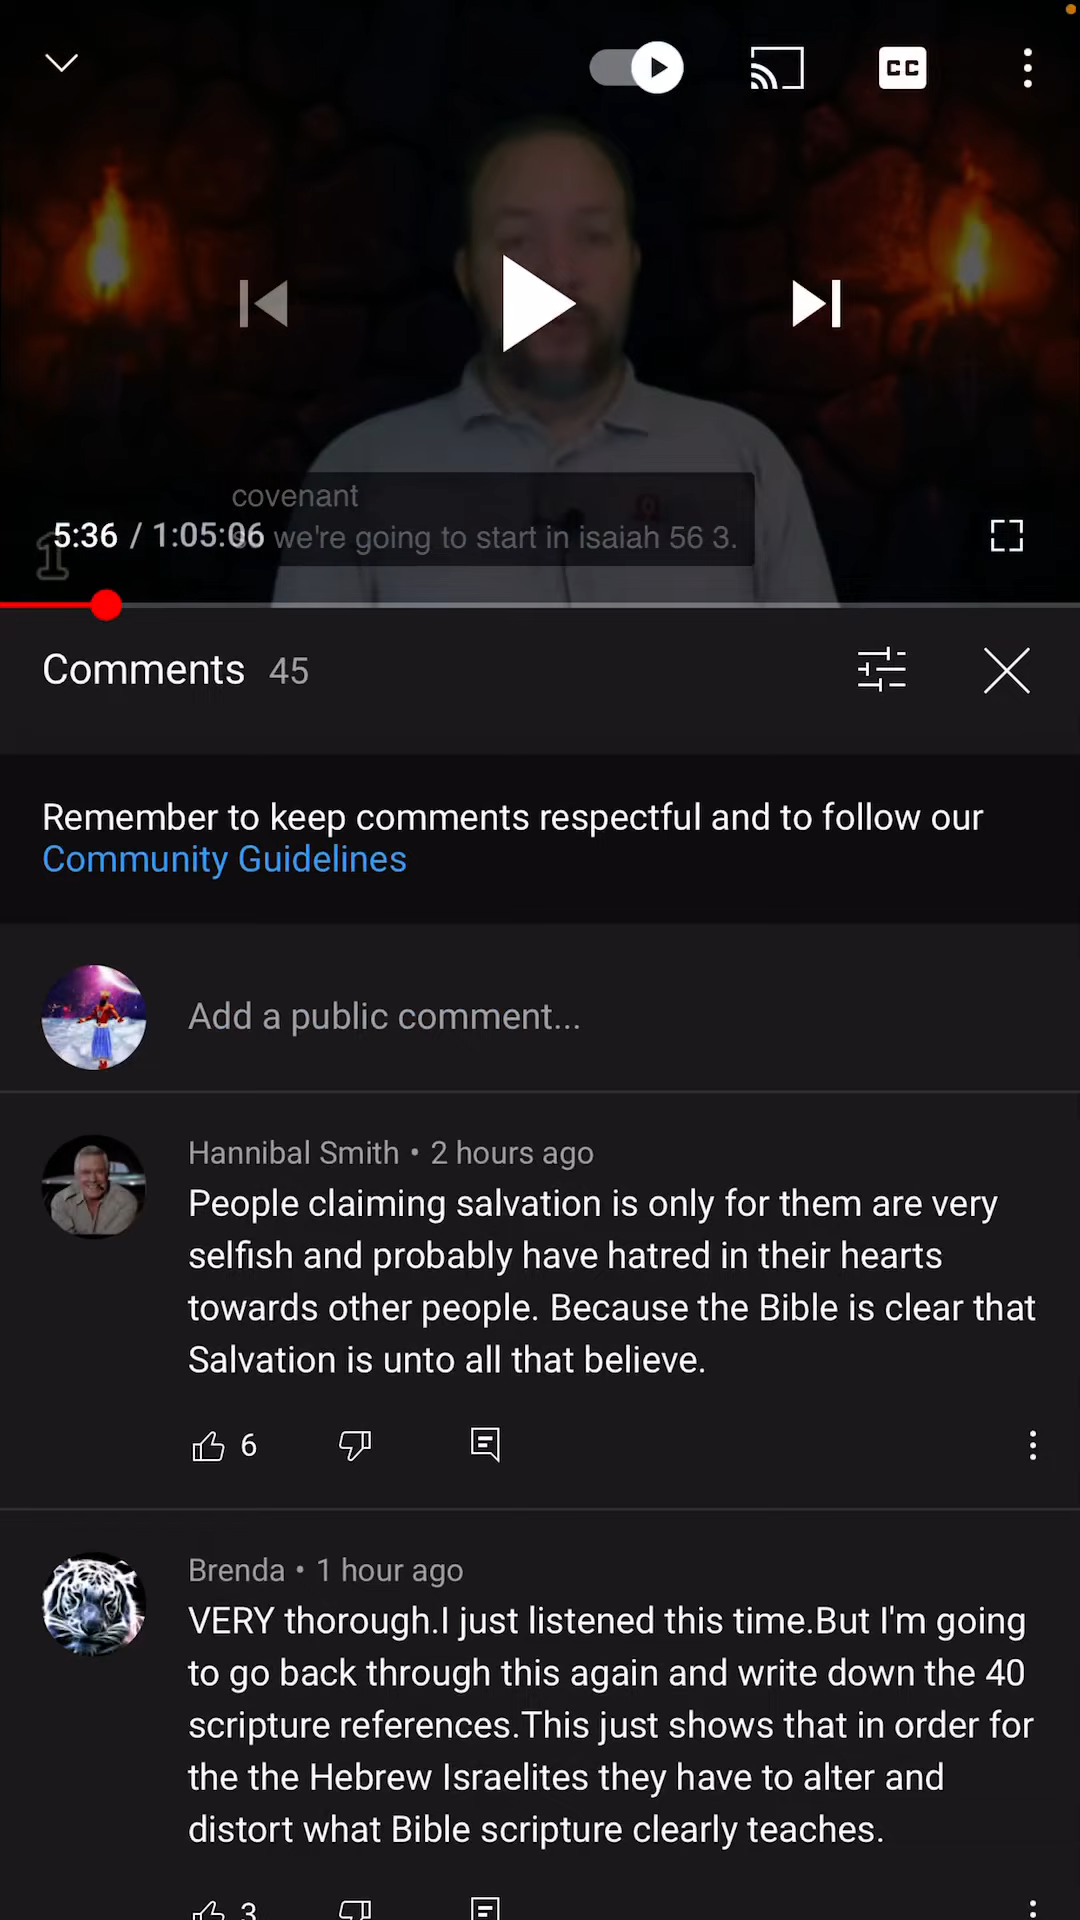 CC
covenant
we're going to start in isaiah 56 3.
5:36 / 1:05:06
1
Comments 45
Remember to keep comments respectful and to follow our
Community Guidelines
Add a public comment...
Hannibal Smith • 2 hours ago
People claiming salvation is only for them are very
selfish and probably have hatred in their hearts
towards other people. Because the Bible is clear that
Salvation is unto all that believe.
6
Brenda • 1 hour ago
VERY thorough.I just listened this time.But I'm going
to go back through this again and write down the 40
scripture references.This just shows that in order for
the the Hebrew Israelites they have to alter and
distort what Bible scripture clearly teaches.
3